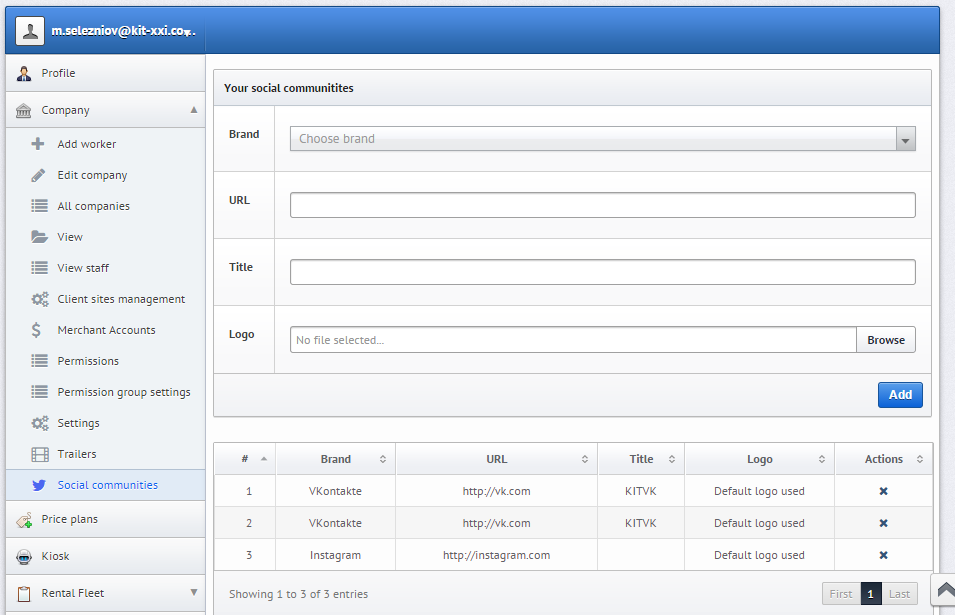 m.selezniov@kit-xxi.co...
Profile
Company
Add worker
Edit company
All companies
View
View staff
Client sites management
Merchant Accounts
Permissions
Permission group settings
Settings
Trailers
Social communities
Price plans
Kiosk
Rental Fleet
Your social communitites
Brand
Choose brand
URL
Title
Logo
No file selected... Browse
Add
# Brand URL Title Logo Actions
1 VKontakte http://vk.com KITVK Default logo used
2 VKontakte http://vk.com KITVK Default logo used
3 Instagram http://instagram.com Default logo used
Showing 1 to 3 of 3 entries
First 1 Last